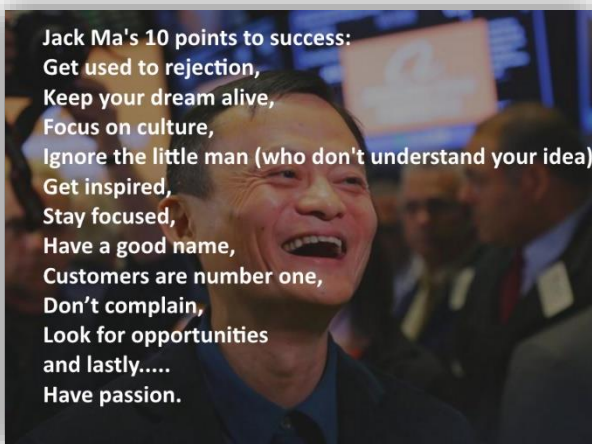 Jack Ma's 10 points to success:
Get used to rejection,
Keep your dream alive,
Focus on culture,
Ignore the little man (who don't understand your idea)
Get inspired,
Stay focused,
Have a good name,
Customers are number one,
Don’t complain,
Look for opportunities
and lastly.....
Have passion.